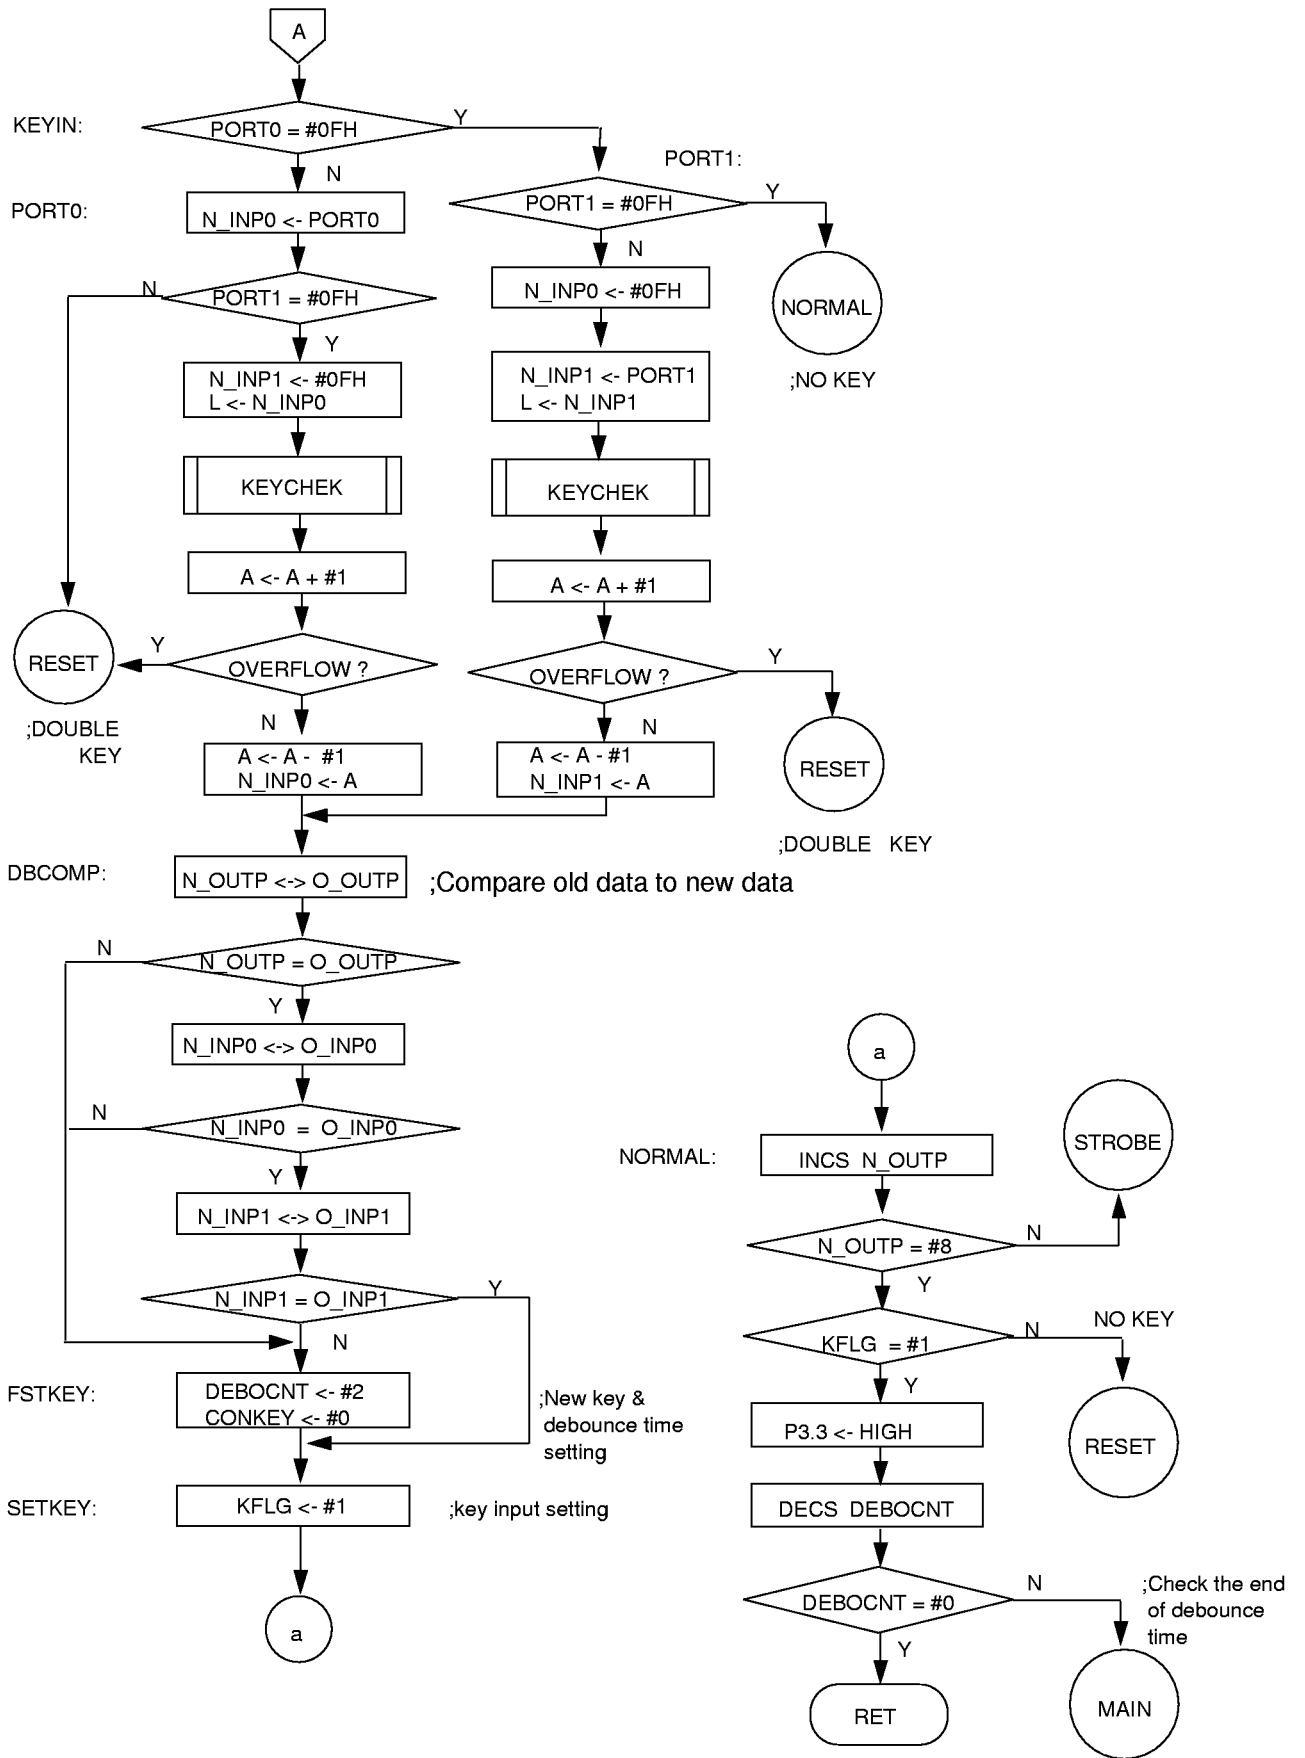 A
KEYIN:
PORT0 = #0FH
Y
N
PORT1:
PORT0:
N_INP0 <- PORT0
PORT1 = #0FH
Y
N
N_INP0 <- #0FH
NORMAL
;NO KEY
N
PORT1 = #0FH
Y
N_INP1 <- #0FH
L <- N_INP0
N_INP1 <- PORT1
L <- N_INP1
KEYCHEK
KEYCHEK
A <- A + #1
A <- A + #1
RESET
Y
OVERFLOW ?
OVERFLOW ?
Y
;DOUBLE
KEY
N
N
A <- A - #1
N_INP0 <- A
A <- A - #1
N_INP1 <- A
RESET
;DOUBLE KEY
DBCOMP:
N_OUTP <-> O_OUTP
;Compare old data to new data
N
N_OUTP = O_OUTP
Y
N_INP0 <-> O_INP0
N
N_INP0 = O_INP0
Y
N_INP1 <-> O_INP1
N_INP1 = O_INP1
Y
N
FSTKEY:
DEBOCNT <- #2
CONKEY <- #0
;New key &
debounce time
setting
SETKEY:
KFLG <- #1
;key input setting
a
a
NORMAL:
INCS N_OUTP
STROBE
N_OUTP = #8
N
Y
KFLG = #1
N
NO KEY
Y
P3.3 <- HIGH
RESET
DECS DEBOCNT
DEBOCNT = #0
N
;Check the end
of debounce
time
Y
RET
MAIN